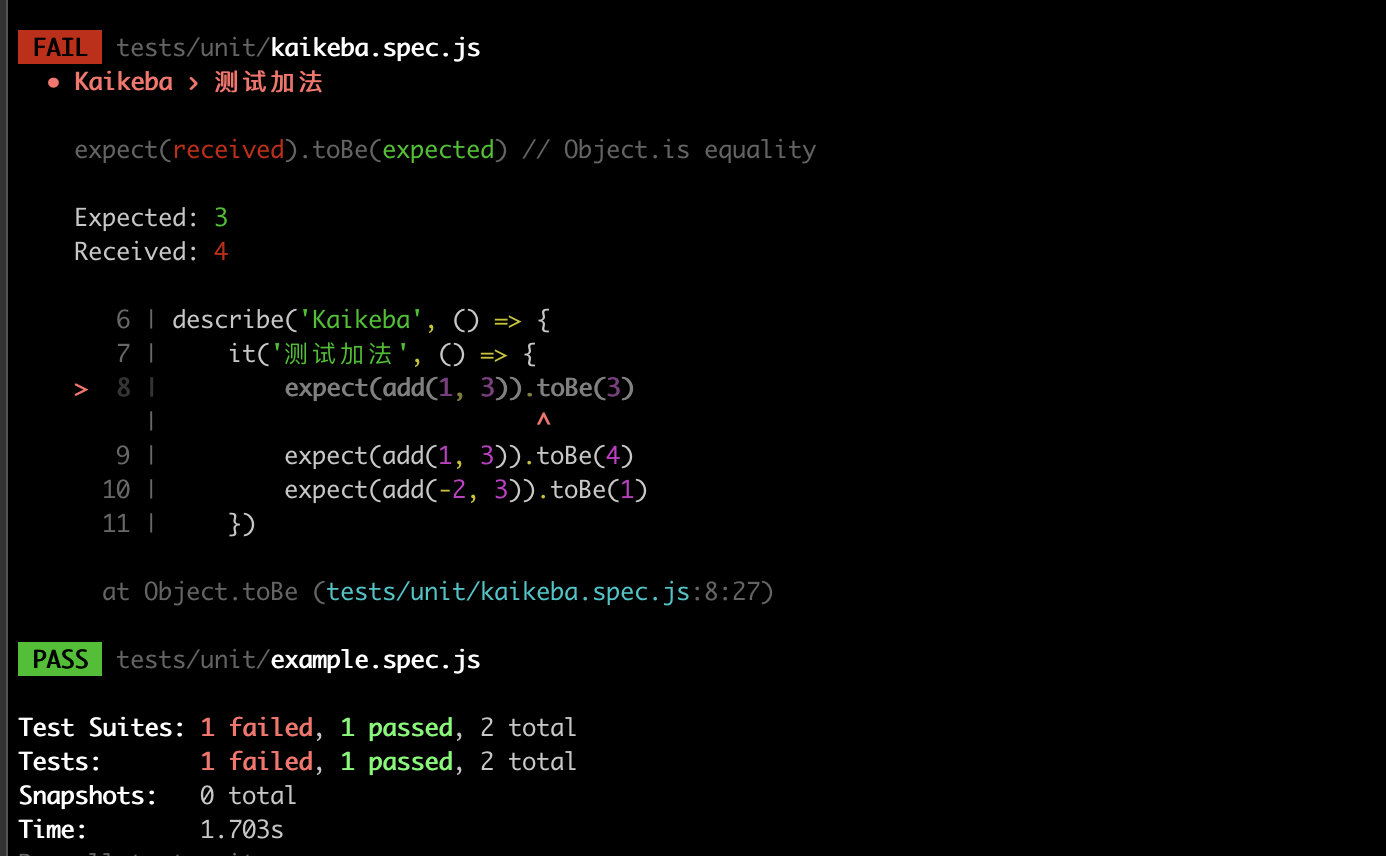 FAIL tests/unit/kaikeba.spec.js
● Kaikeba › 测试加法
expect(received).toBe(expected) // Object.is equality
Expected: 3
Received: 4
6 | describe('Kaikeba', () => {
7 |     it('测试加法', () => {
> 8 |         expect(add(1, 3)).toBe(3)
|                           ^
9 |         expect(add(1, 3)).toBe(4)
10 |         expect(add(-2, 3)).toBe(1)
11 |     })
at Object.toBe (tests/unit/kaikeba.spec.js:8:27)
PASS tests/unit/example.spec.js
Test Suites: 1 failed, 1 passed, 2 total
Tests:       1 failed, 1 passed, 2 total
Snapshots:   0 total
Time:        1.703s